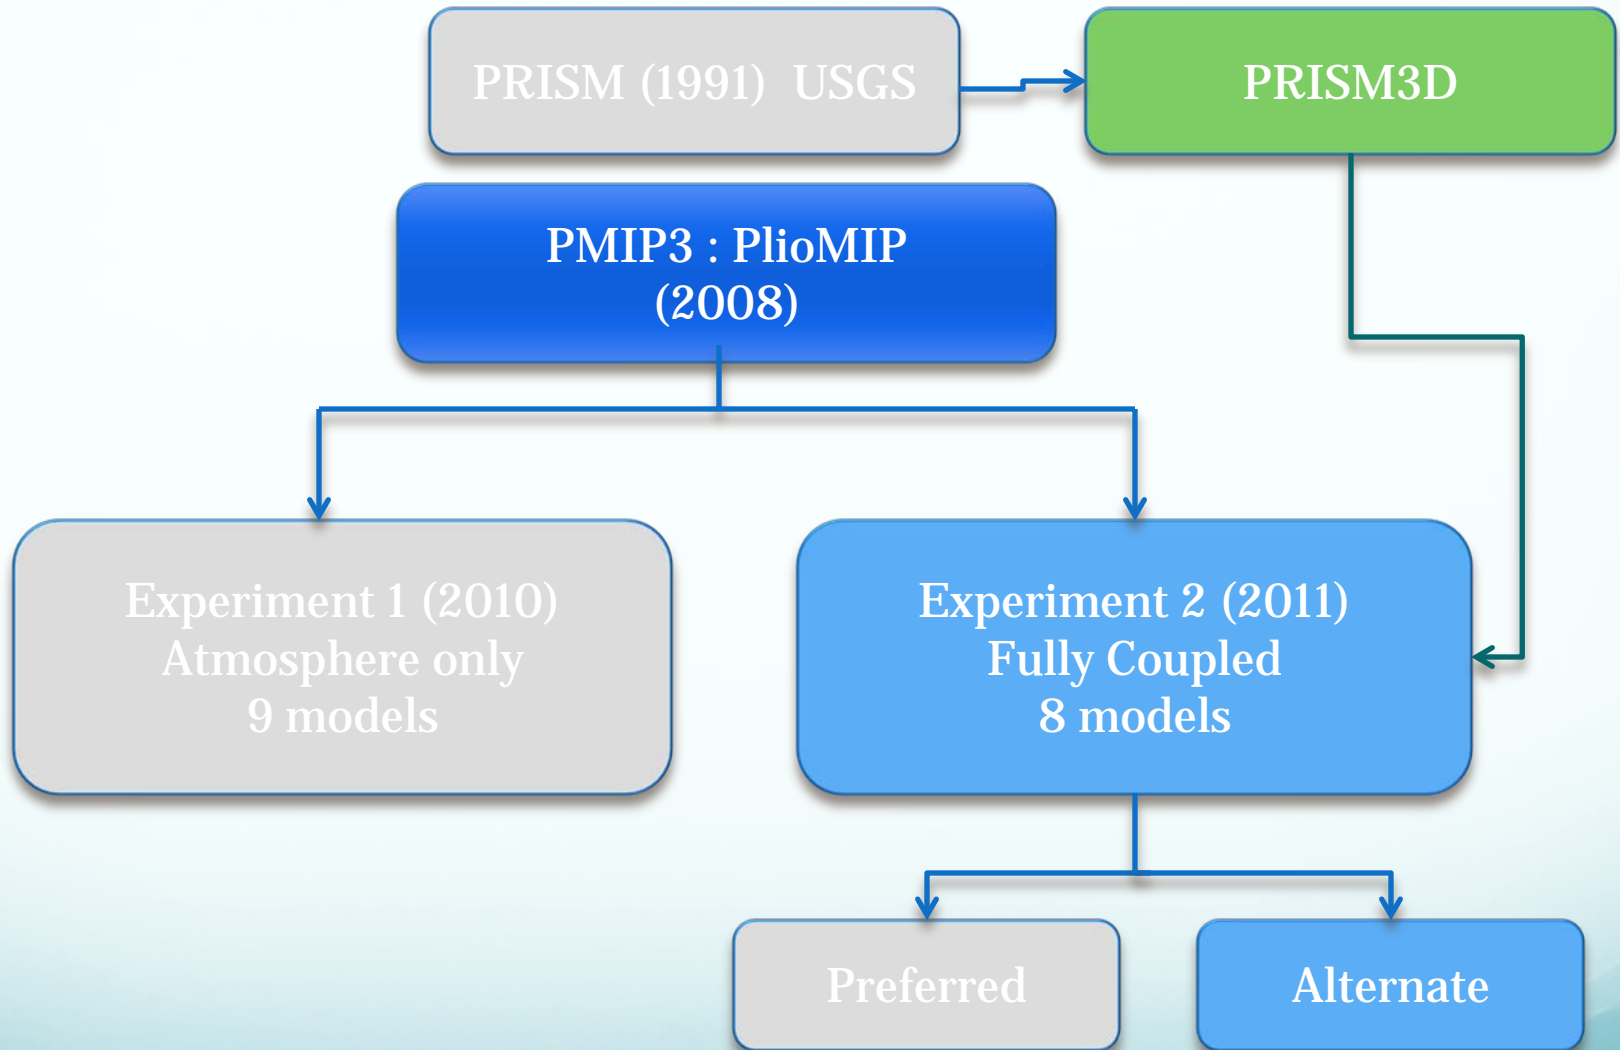 PRISM (1991)  USGS
PRISM3D
PMIP3 : PlioMIP
(2008)
Experiment 1 (2010)
Atmosphere only
9 models
Experiment 2 (2011)
Fully Coupled
8 models
Preferred
Alternate